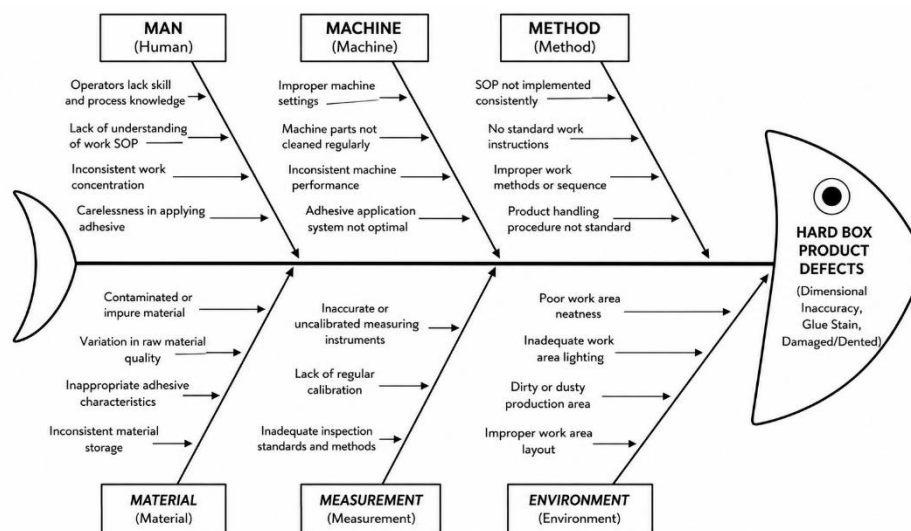 MAN
(Human)
MACHINE
(Machine)
METHOD
(Method)
Operators lack skill
and process knowledge
Lack of understanding
of work SOP
Inconsistent work
concentration
Carelessness in applying
adhesive
Improper machine
settings
Machine parts not
cleaned regularly
Inconsistent machine
performance
Adhesive application
system not optimal
SOP not implemented
consistently
No standard work
instructions
Improper work
methods or sequence
Product handling
procedure not standard
HARD BOX
PRODUCT
DEFECTS
(Dimensional
Inaccuracy,
Glue Stain,
Damaged/Dented)
Contaminated or
impure material
Variation in raw material
quality
Inappropriate adhesive
characteristics
Inconsistent material
storage
Inaccurate or
uncalibrated measuring
instruments
Lack of regular
calibration
Inadequate inspection
standards and methods
Poor work area
neatness
Inadequate work
area lighting
Dirty or dusty
production area
Improper work area
layout
MATERIAL
(Material)
MEASUREMENT
(Measurement)
ENVIRONMENT
(Environment)